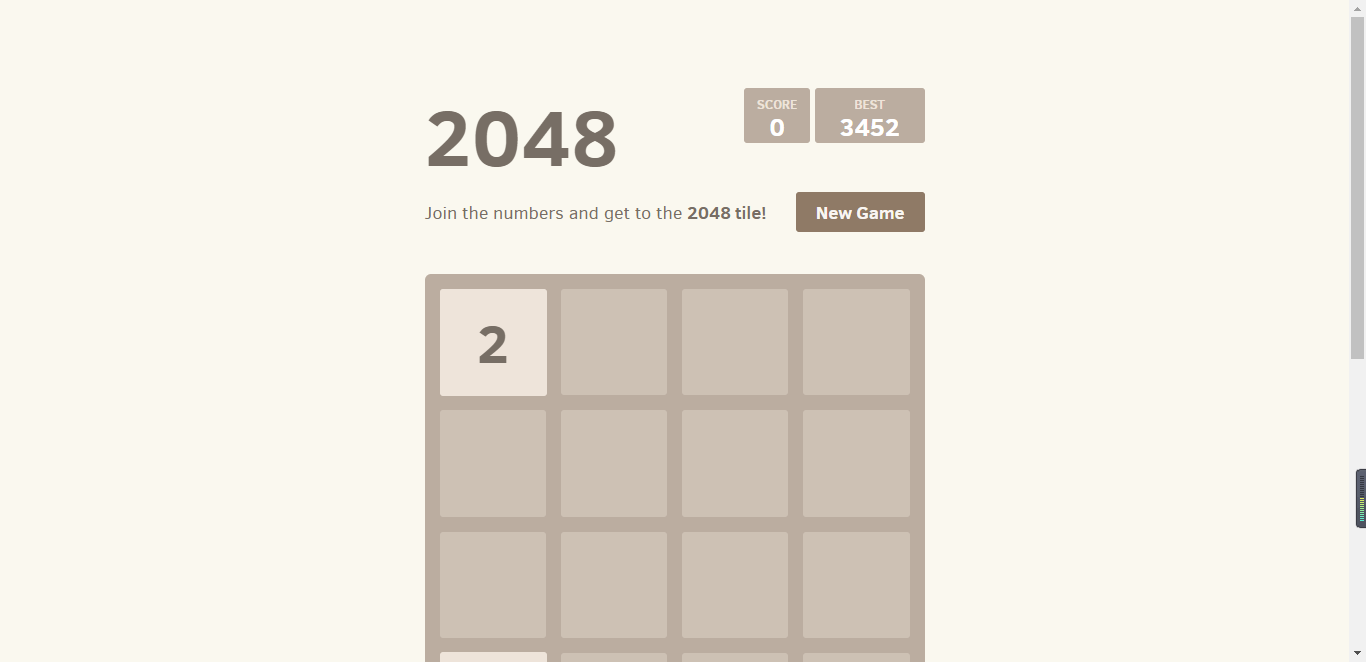 2048
SCORE
0
BEST
3452
Join the numbers and get to the 2048 tile!
New Game
2